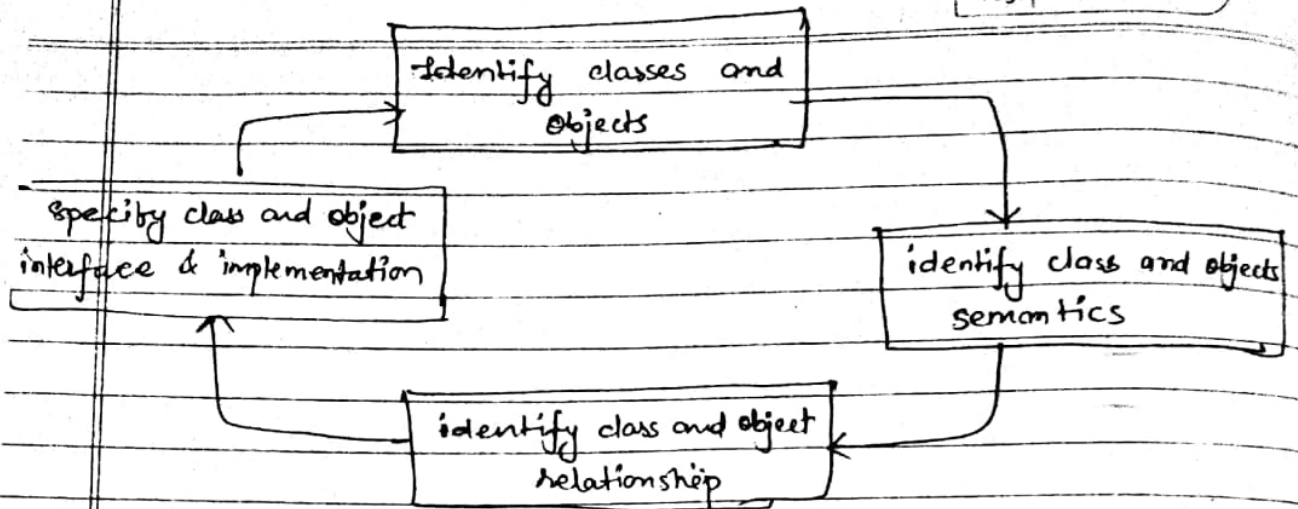 Identify classes and
Objects
specify class and object
interface & implementation
identify class and objects
semantics
identify class and object
relationship